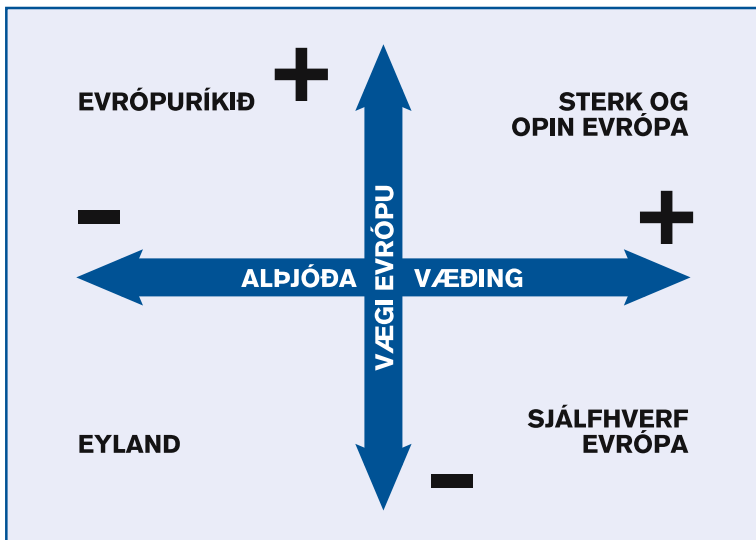 +
EVRÓPURÍKIÐ
STERK OG
OPIN EVRÓPA
–
+
ALÞJÓÐA VÆÐING
VÆGI EVRÓPU
EYLAND
SJÁLFHVERF
EVRÓPA
–